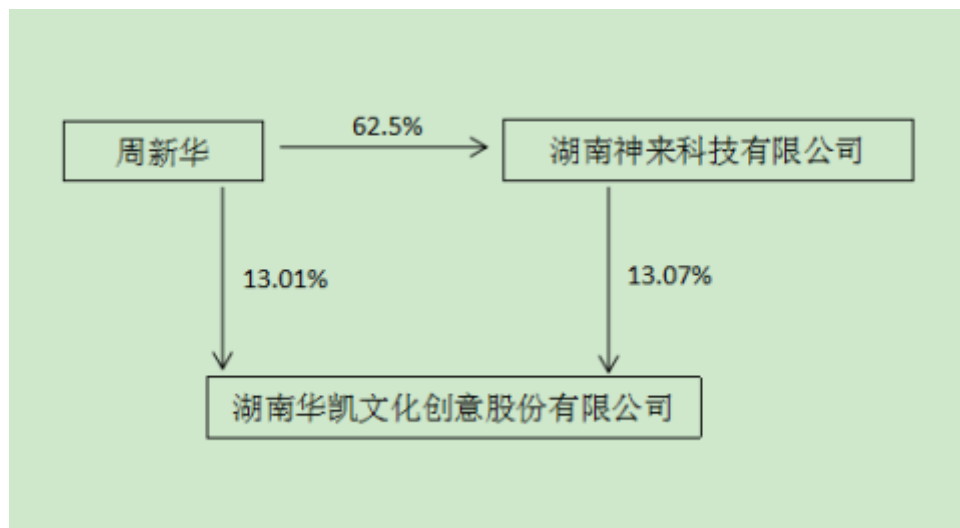 62.5%
周新华
湖南神来科技有限公司
13.01%
13.07%
湖南华凯文化创意股份有限公司